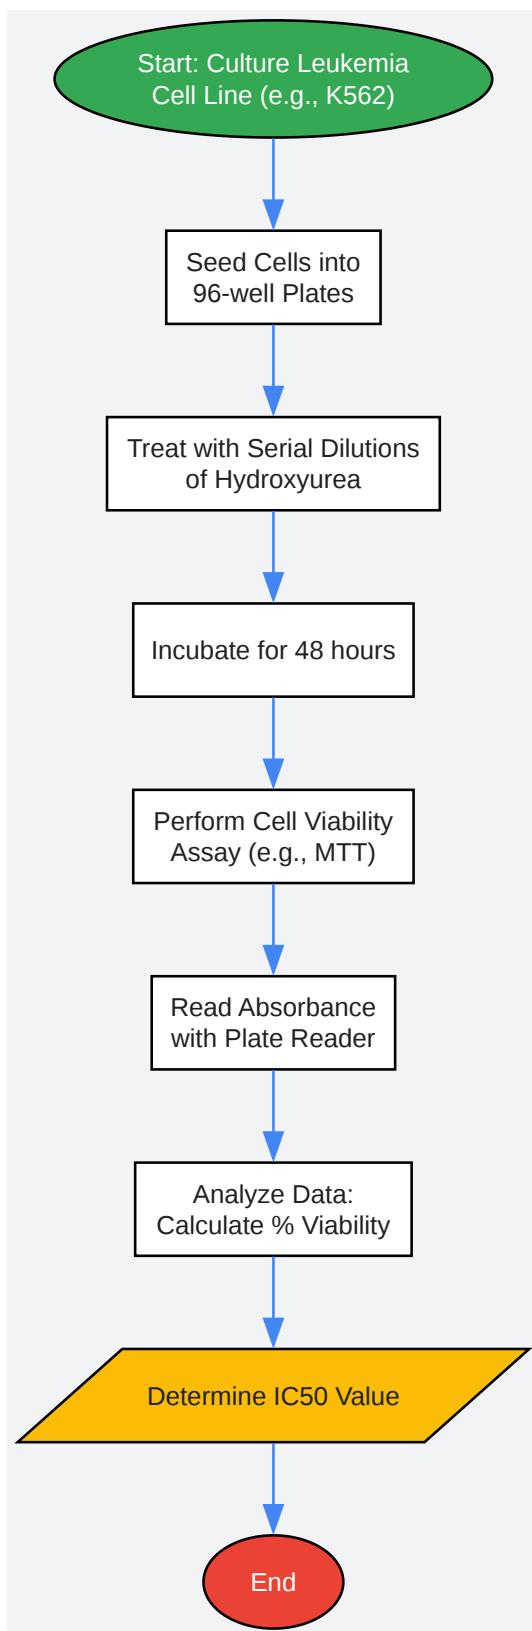 Start: Culture Leukemia
Cell Line (e.g., K562)
Seed Cells into
96-well Plates
Treat with Serial Dilutions
of Hydroxyurea
Incubate for 48 hours
Perform Cell Viability
Assay (e.g., MTT)
Read Absorbance
with Plate Reader
Analyze Data:
Calculate % Viability
Determine IC50 Value
End